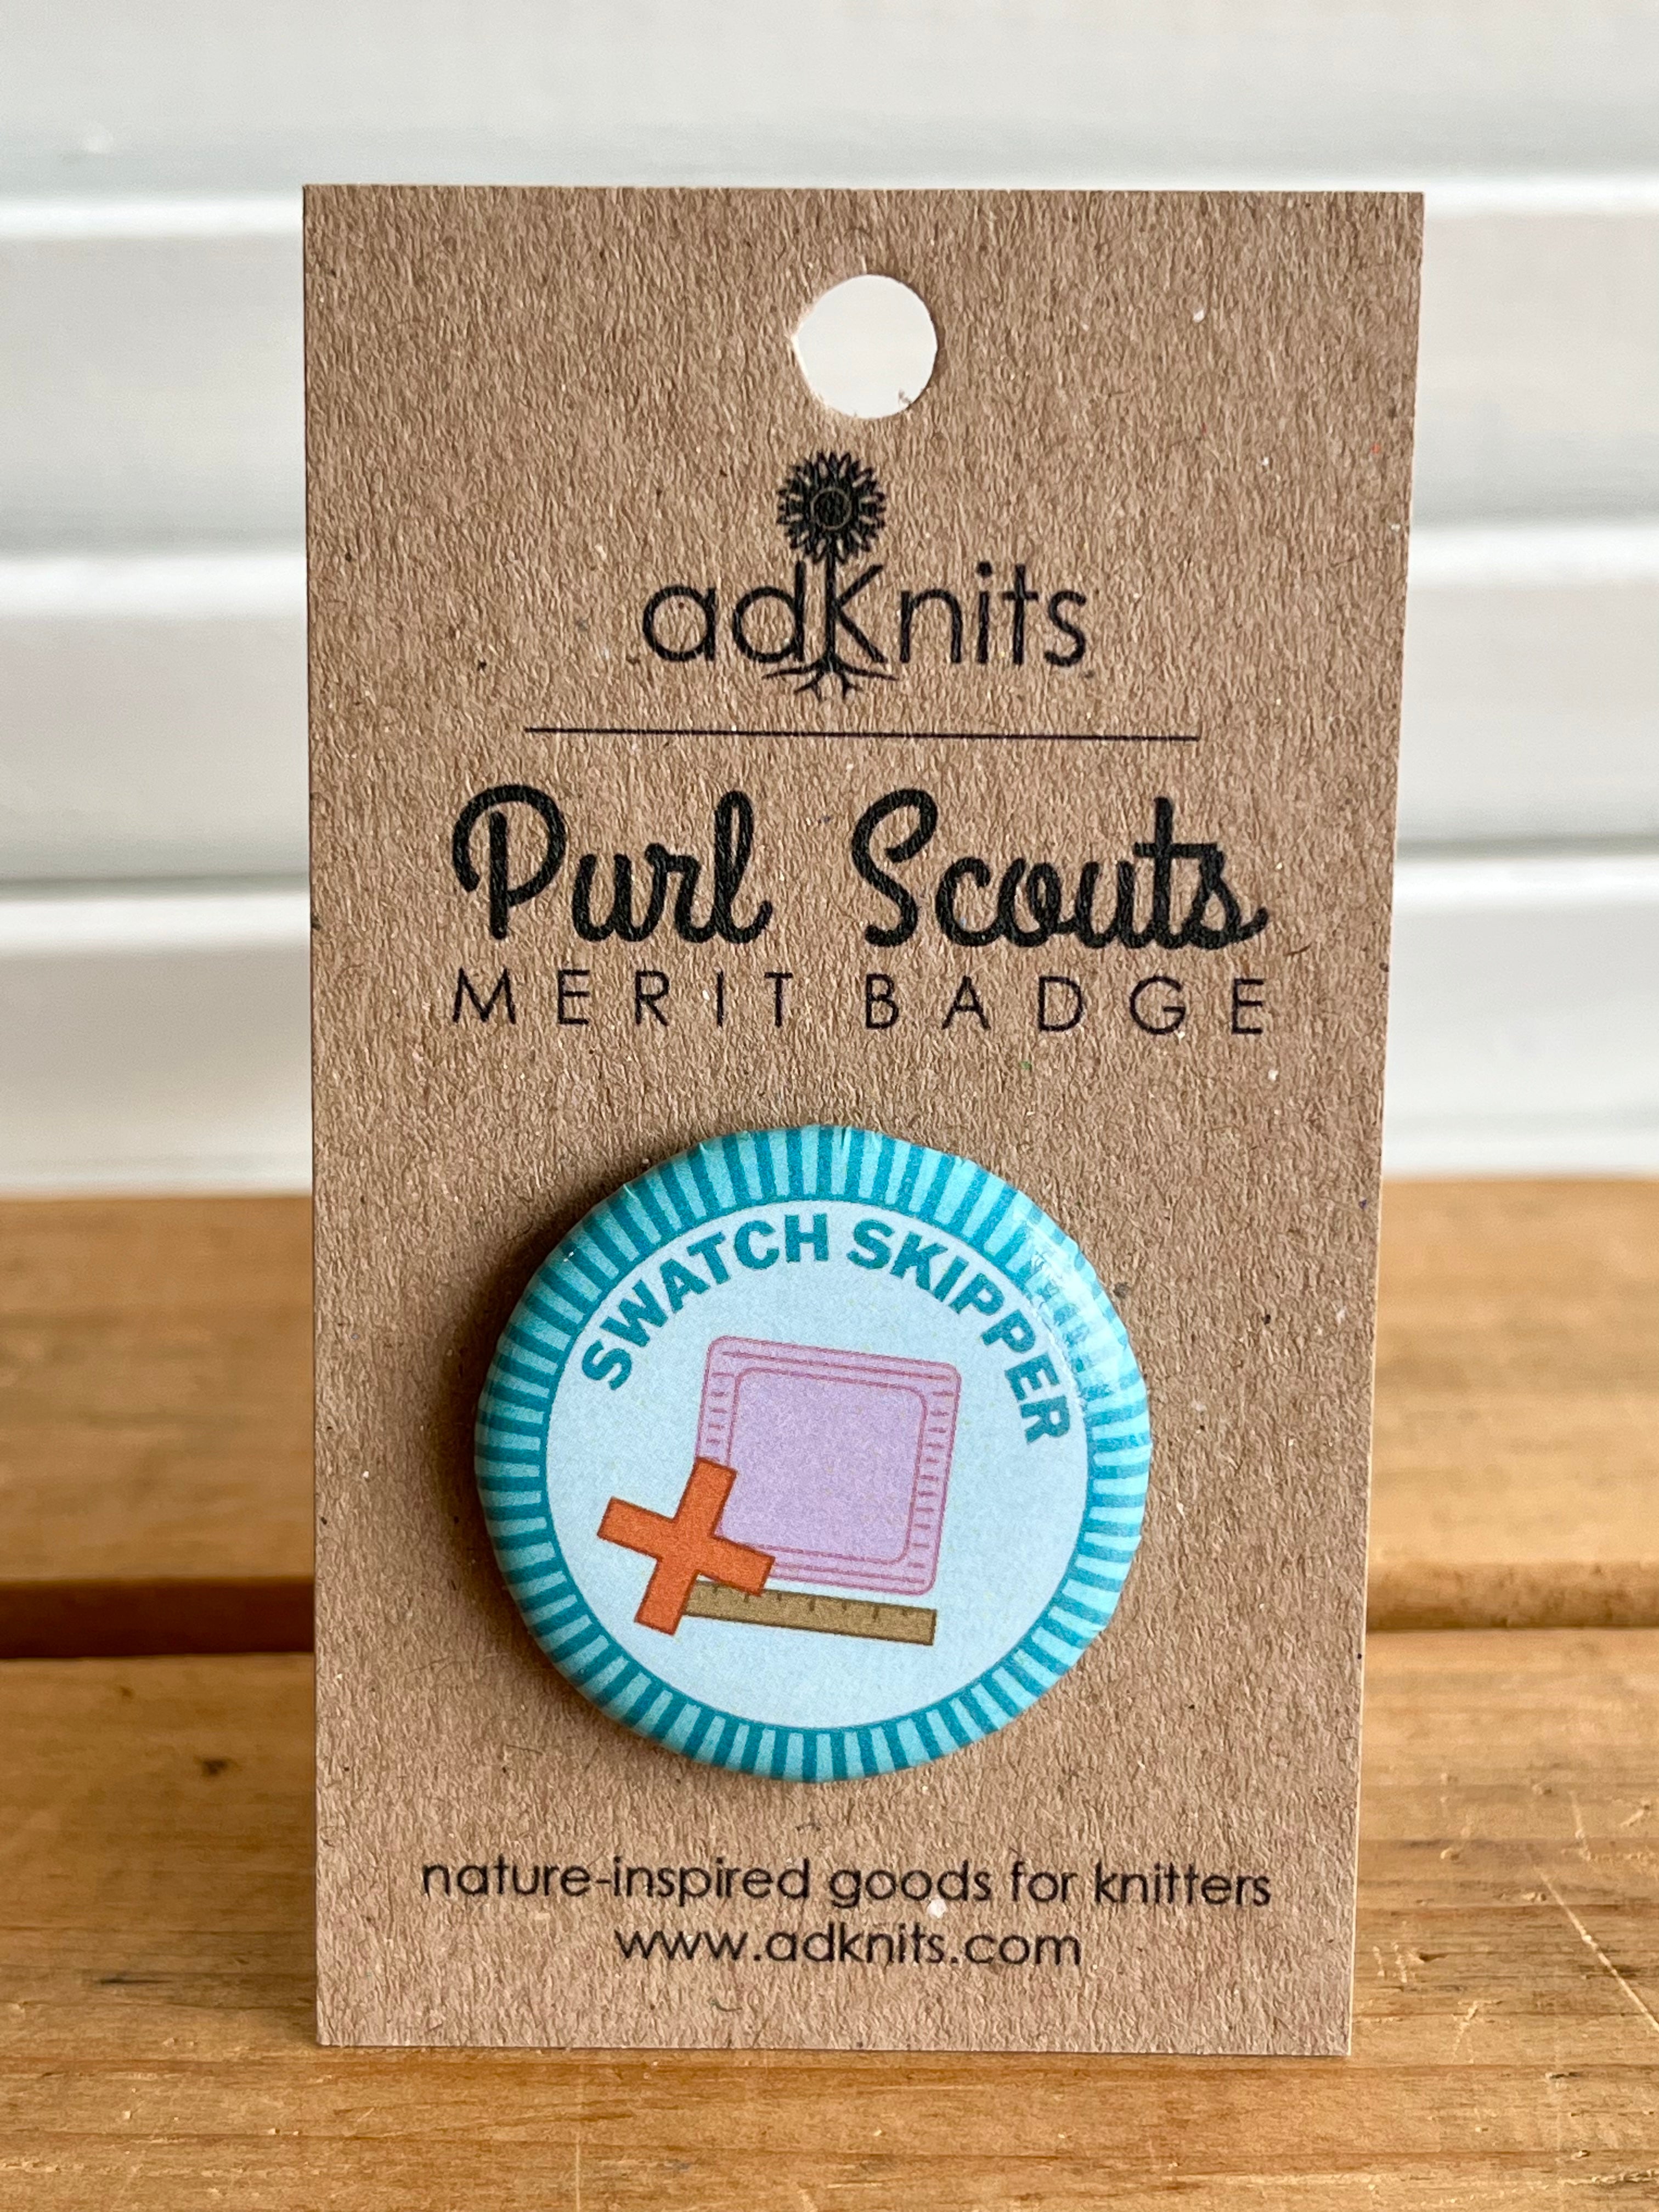 adKnits
Purl Scouts
MERIT BADGE
SWATCH SKIPPER
nature-inspired goods for knitters
www.adknits.com